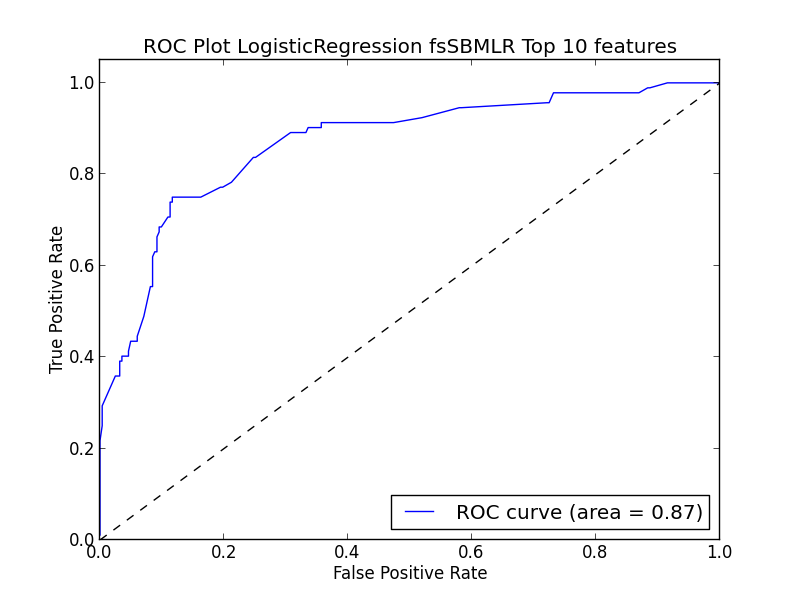 ROC Plot LogisticRegression fsSBMLR Top 10 features
1.0
0.8
0.6
0.4
0.2
0.0
True Positive Rate
ROC curve (area = 0.87)
0.0 0.2 0.4 0.6 0.8 1.0
False Positive Rate